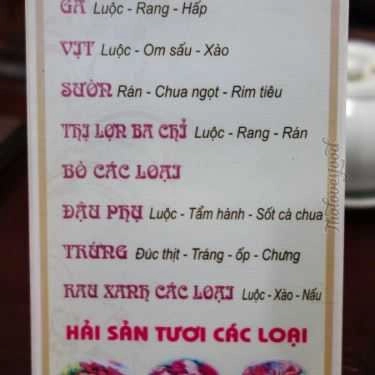 GÀ Luộc - Rang - Hấp
VỊT Luộc - Om sấu - Xào
SƯỜN Rán - Chua ngọt - Rim tiêu
THỊ LỢN BA CHỈ Luộc - Rang - Rán
BÒ CÁC LOẠI
ĐẬU PHỤ Luộc - Tẩm hành - Sốt cà chua
TRỨNG Đúc thịt - Tráng - ốp - Chưng
RAU XANH CÁC LOẠI Luộc - Xào - Nấu
HẢI SẢN TƯƠI CÁC LOẠI